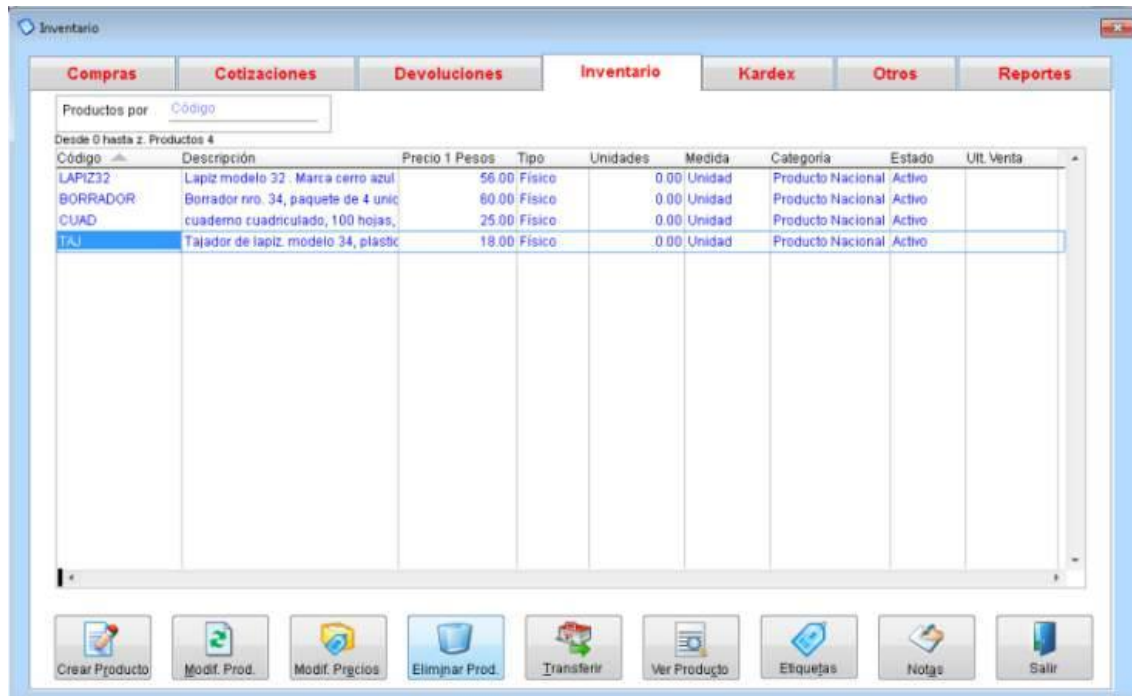 Inventario
Compras Cotizaciones Devoluciones Inventario Kardex Otros Reportes
Productos por Código
Desde 0 hasta z. Productos 4
Código Descripción Precio 1 Pesos Tipo Unidades Medida Categoría Estado Ult. Venta
LAPIZ32 Lapiz modelo 32 . Marca cerro azul. 56.00 Físico 0.00 Unidad Producto Nacional Activo
BORRADOR Borrador nro. 34, paquete de 4 unic 60.00 Físico 0.00 Unidad Producto Nacional Activo
CUAD cuaderno cuadriculado, 100 hojas, 25.00 Físico 0.00 Unidad Producto Nacional Activo
TAJ Tajador de lapiz. modelo 34, plastic 18.00 Físico 0.00 Unidad Producto Nacional Activo
Crear Producto Modif. Prod. Modif. Precios Eliminar Prod. Transferir Ver Producto Etiquetas Notas Salir